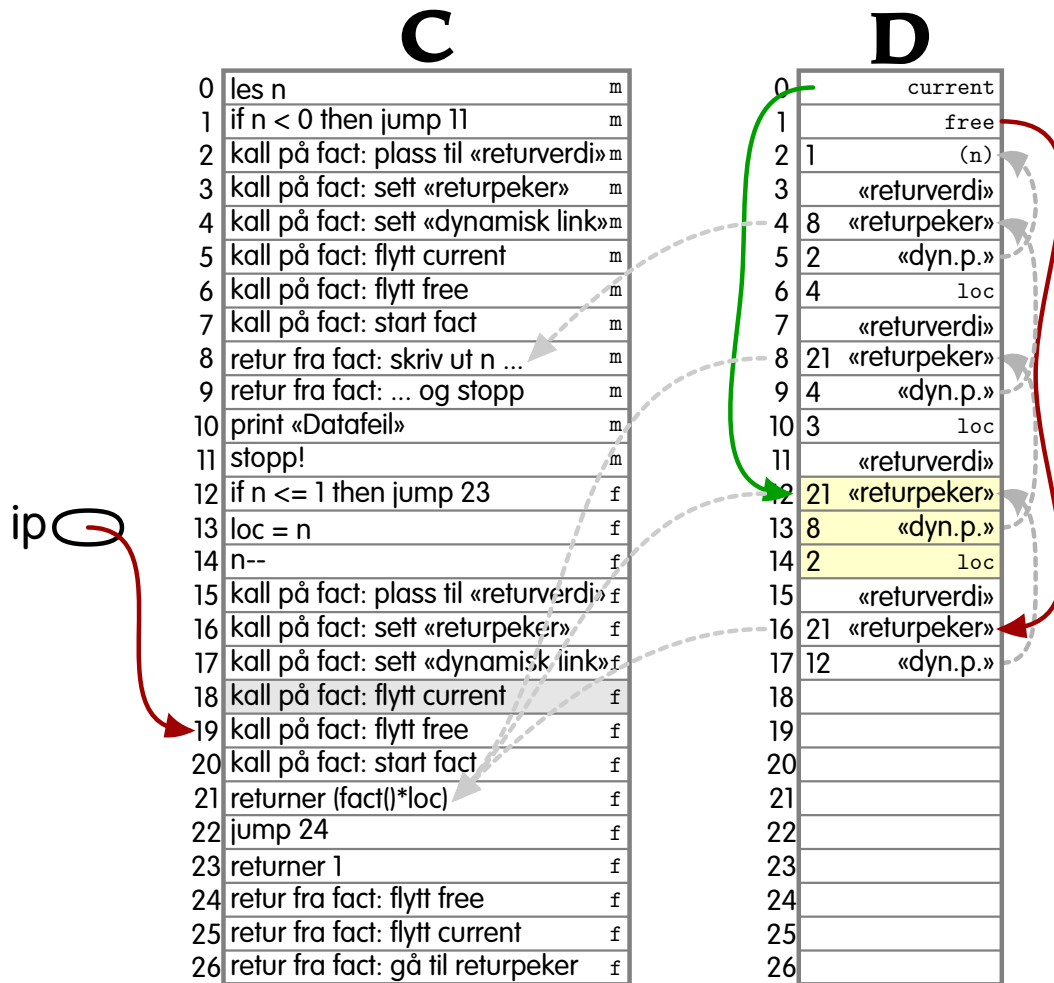 C D
0 les n m 0 current
1 if n < 0 then jump 11 m 1 free
2 kall på fact: plass til «returverdi» m 2 1 (n)
3 kall på fact: sett «returpeker» m 3 «returverdi»
4 kall på fact: sett «dynamisk link» m 4 8 «returpeker»
5 kall på fact: flytt current m 5 2 «dyn.p.»
6 kall på fact: flytt free m 6 4 loc
7 kall på fact: start fact m 7 «returverdi»
8 retur fra fact: skriv ut n ... m 8 21 «returpeker»
9 retur fra fact: ... og stopp m 9 4 «dyn.p.»
10 print «Datafeil» m 10 3 loc
11 stopp! m 11 «returverdi»
12 if n <= 1 then jump 23 f 12 21 «returpeker»
ip 13 loc = n f 13 8 «dyn.p.»
14 n-- f 14 2 loc
15 kall på fact: plass til «returverdi» f 15 «returverdi»
16 kall på fact: sett «returpeker» f 16 21 «returpeker»
17 kall på fact: sett «dynamisk link» f 17 12 «dyn.p.»
18 kall på fact: flytt current f 18
19 kall på fact: flytt free f 19
20 kall på fact: start fact f 20
21 returner (fact()*loc) f 21
22 jump 24 f 22
23 returner 1 f 23
24 retur fra fact: flytt free f 24
25 retur fra fact: flytt current f 25
26 retur fra fact: gå til returpeker f 26